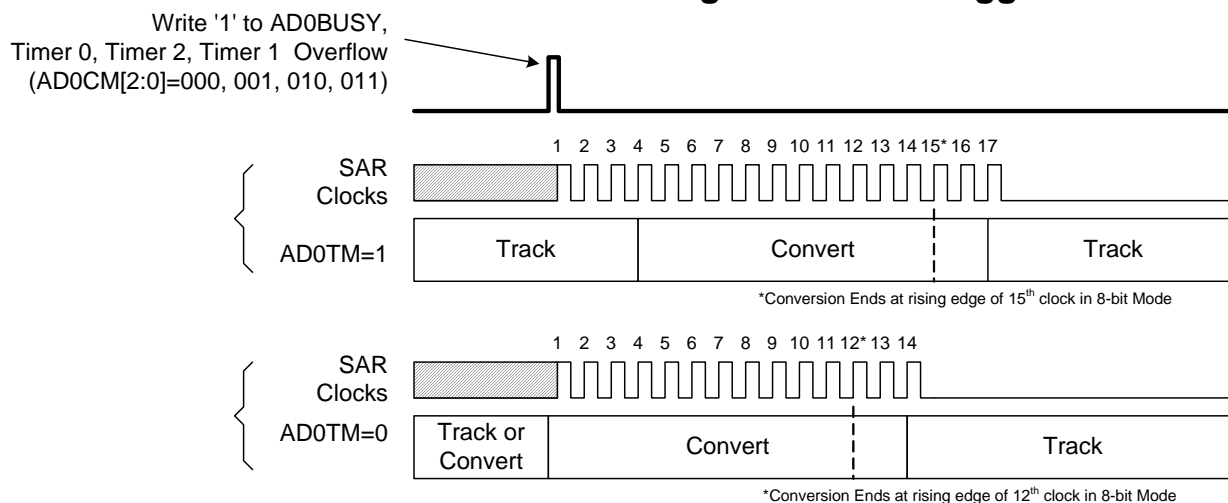 Write '1' to AD0BUSY,
Timer 0, Timer 2, Timer 1 Overflow
(AD0CM[2:0]=000, 001, 010, 011)
1 2 3 4 5 6 7 8 9 10 11 12 13 14 15* 16 17
SAR
Clocks
AD0TM=1
Track
Convert
Track
*Conversion Ends at rising edge of 15th clock in 8-bit Mode
1 2 3 4 5 6 7 8 9 10 11 12* 13 14
SAR
Clocks
AD0TM=0
Track or
Convert
Convert
Track
*Conversion Ends at rising edge of 12th clock in 8-bit Mode